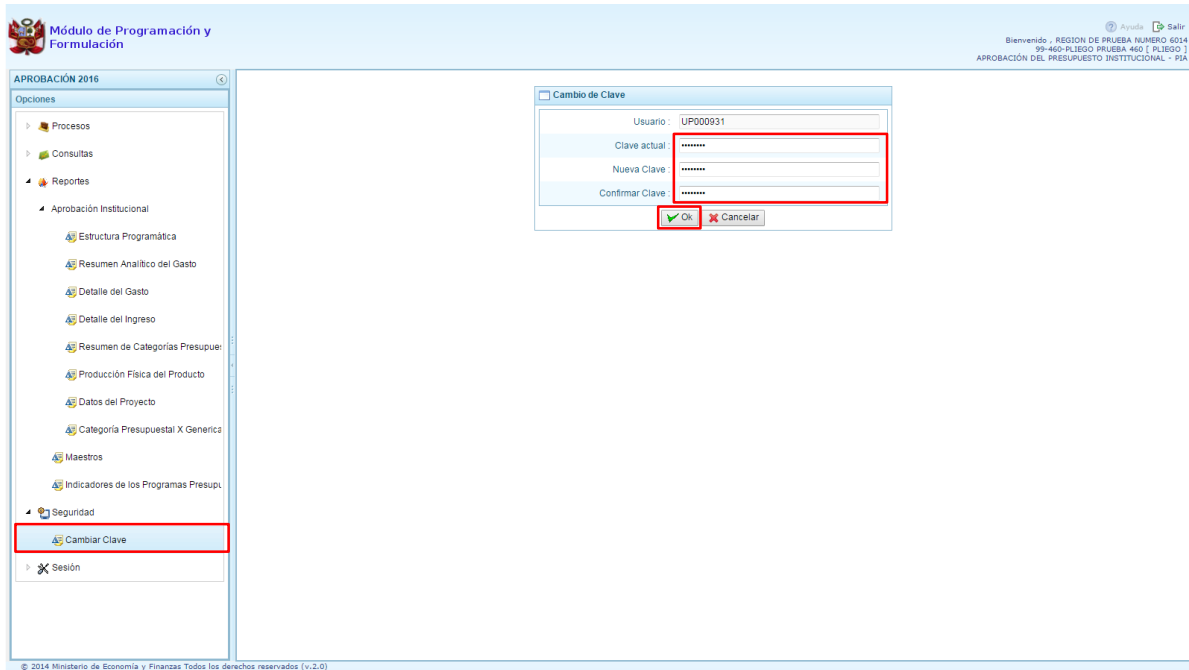 Módulo de Programación y
Formulación
Ayuda Salir
Bienvenido , REGION DE PRUEBA NUMERO 6014
99-460-PLIEGO PRUEBA 460 [ PLIEGO ]
APROBACIÓN DEL PRESUPUESTO INSTITUCIONAL - PIA
APROBACIÓN 2016
Opciones
Procesos
Consultas
Reportes
Aprobación Institucional
Estructura Programática
Resumen Analítico del Gasto
Detalle del Gasto
Detalle del Ingreso
Resumen de Categorías Presupues
Producción Física del Producto
Datos del Proyecto
Categoría Presupuestal X Generica
Maestros
Indicadores de los Programas Presupu
Seguridad
Cambiar Clave
Sesión
Cambio de Clave
Usuario : UP000931
Clave actual : ••••••••
Nueva Clave : ••••••••
Confirmar Clave : ••••••••
Ok Cancelar
© 2014 Ministerio de Economía y Finanzas Todos los derechos reservados (v.2.0)